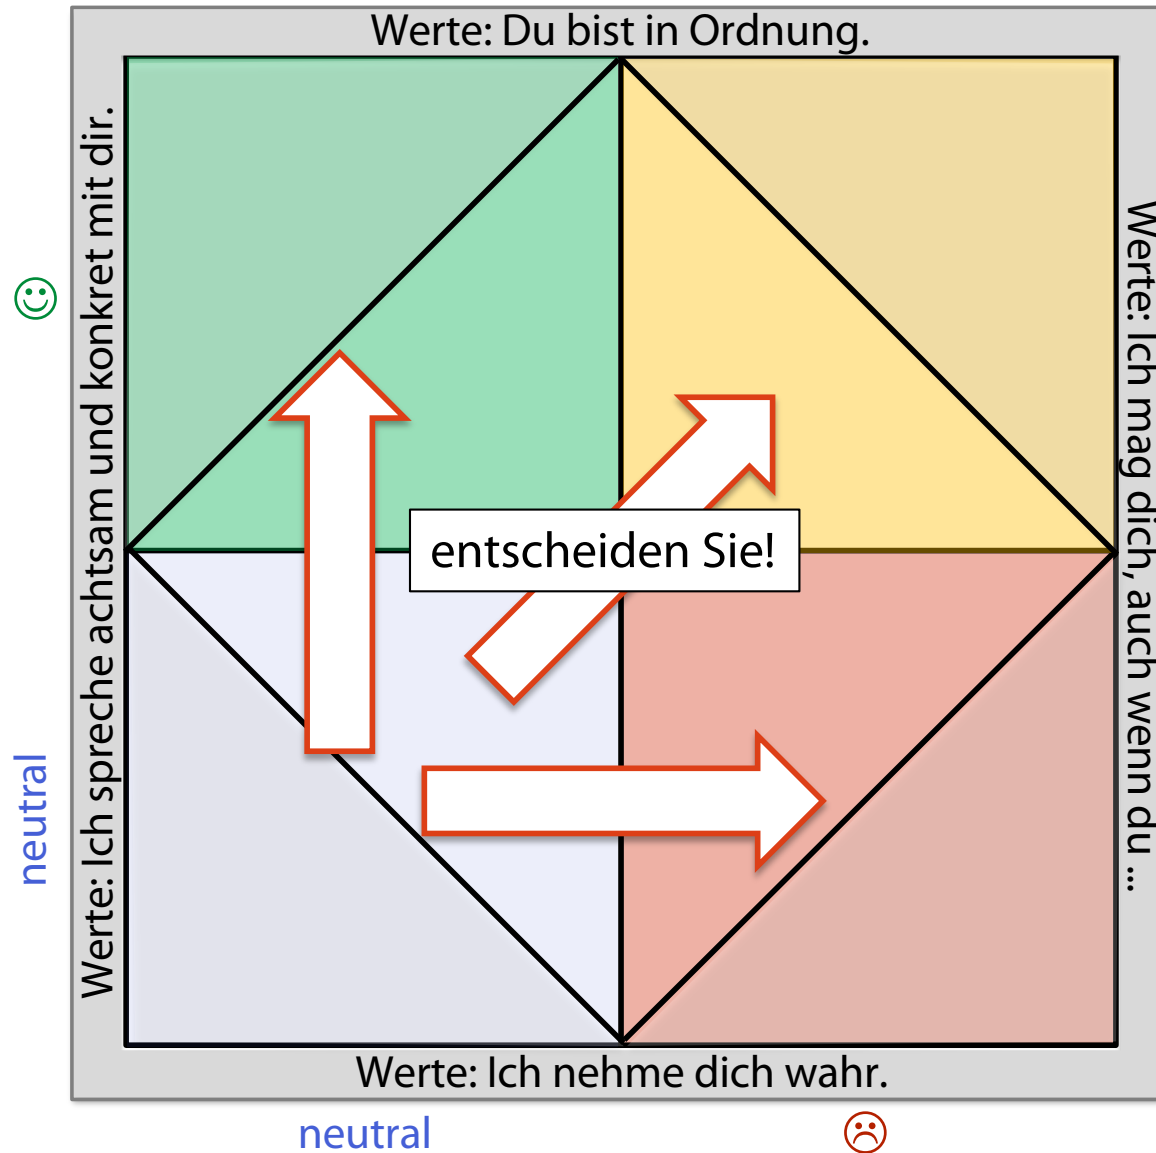 Werte: Du bist in Ordnung.
Werte: Ich spreche achtsam und konkret mit dir.
Werte: Ich mag dich, auch wenn du ...
entscheiden Sie!
neutral
Werte: Ich nehme dich wahr.
neutral